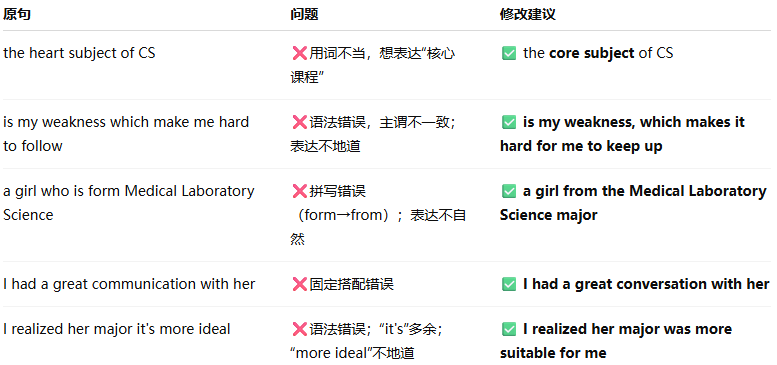 原句 问题 修改建议
the heart subject of CS ❌用词不当，想表达“核心 ✅ the core subject of CS
课程”
is my weakness which make me hard ❌语法错误，主谓不一致； ✅ is my weakness, which makes it
to follow 表达不地道 hard for me to keep up
a girl who is form Medical Laboratory ❌拼写错误 ✅ a girl from the Medical Laboratory
Science （form→from）；表达不自 Science major
然
I had a great communication with her ❌固定搭配错误 ✅ I had a great conversation with her
I realized her major it's more ideal ❌语法错误；“it's”多余； ✅ I realized her major was more
“more ideal”不地道 suitable for me